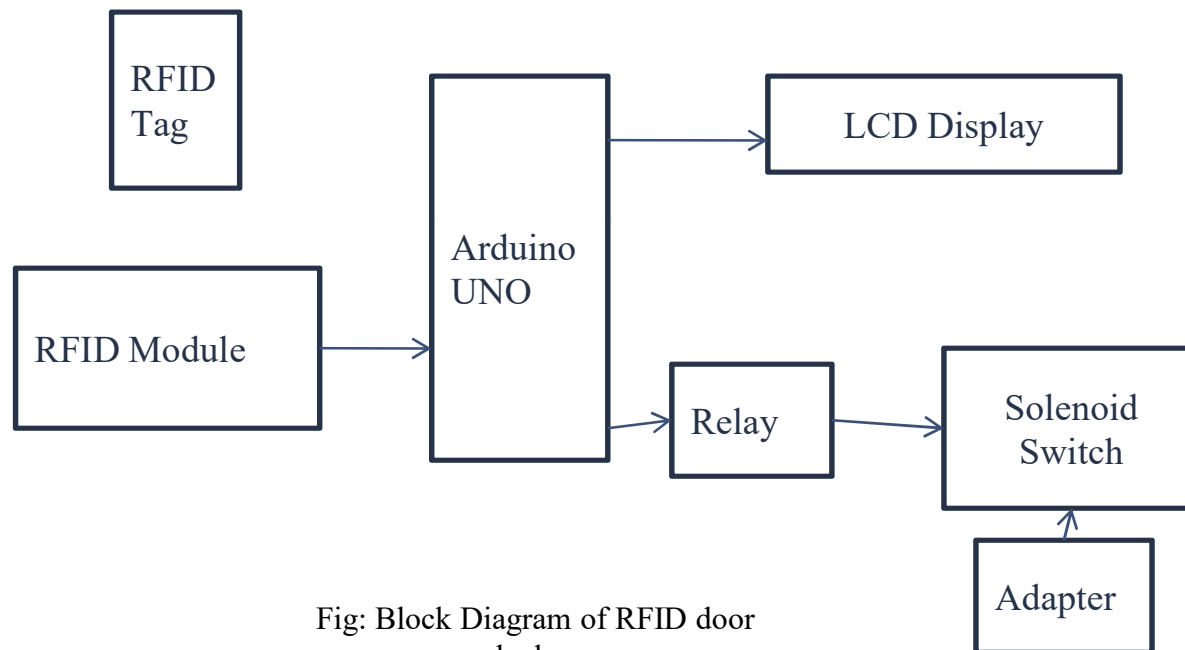 RFID
Tag
LCD Display
Arduino
UNO
RFID Module
Relay
Solenoid
Switch
Adapter
Fig: Block Diagram of RFID door